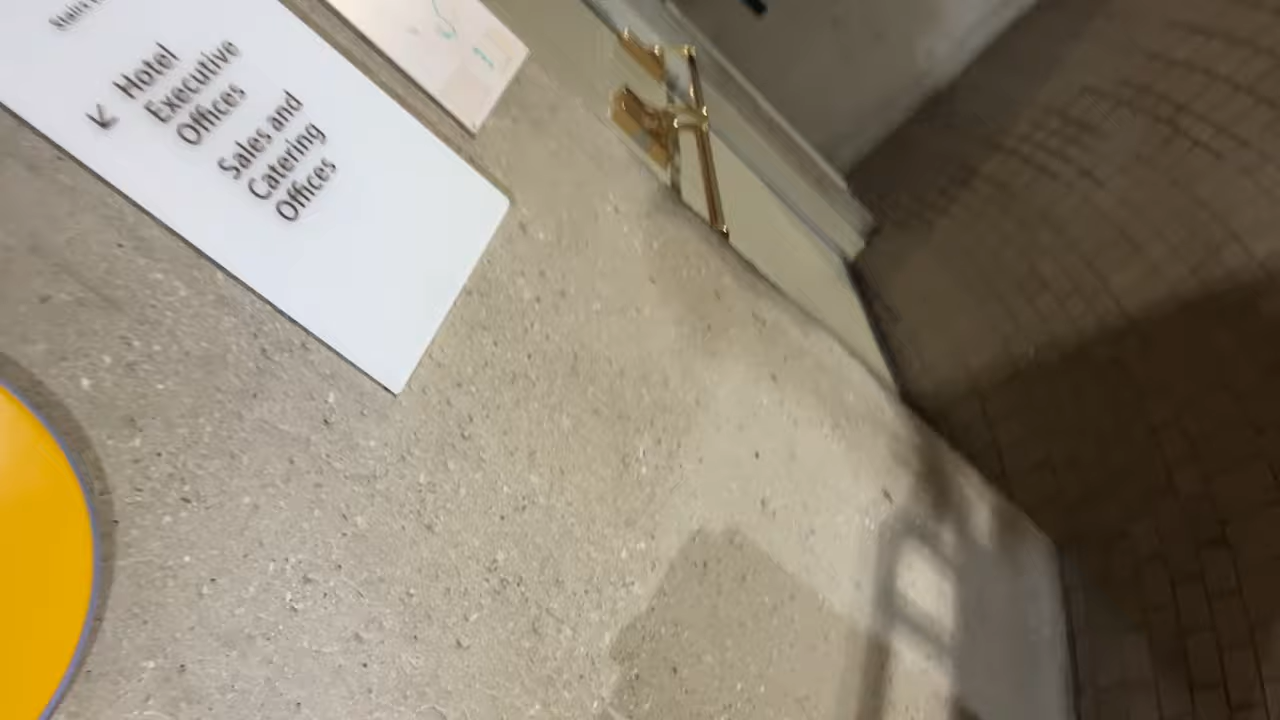 Hotel
Executive
Offices
Sales and
Catering
Offices